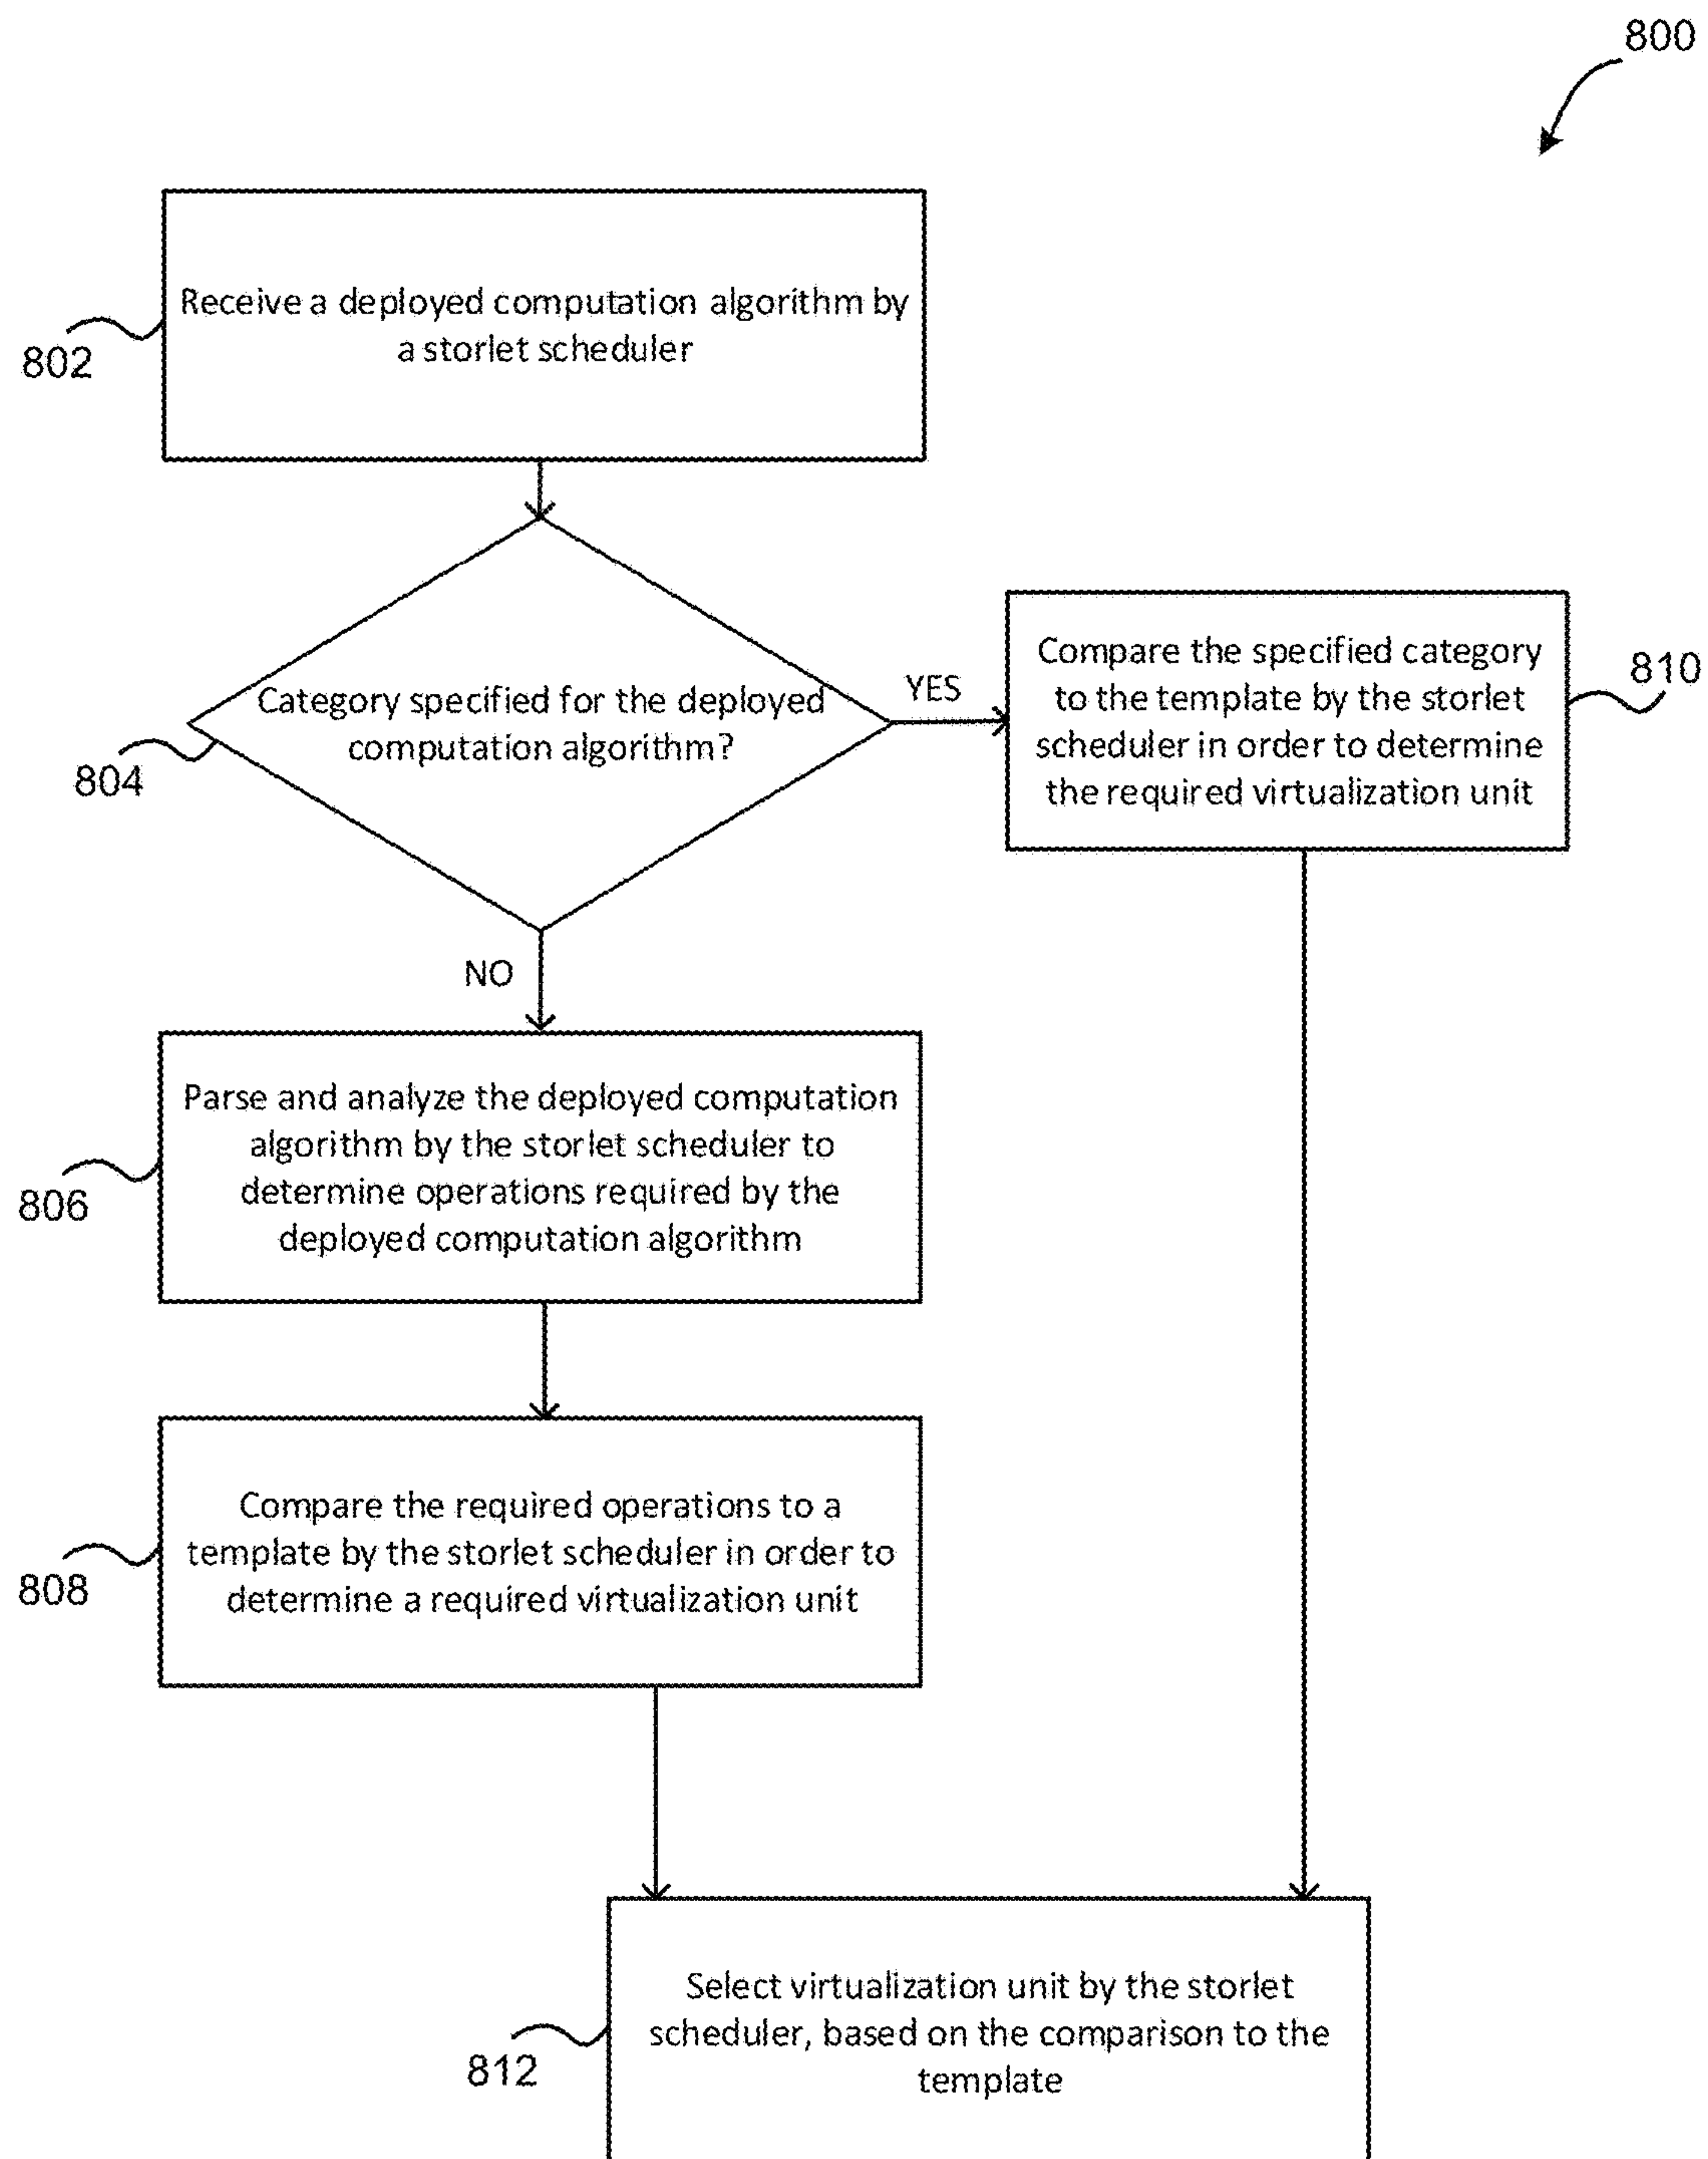 800
Receive a deployed computation algorithm by
a storlet scheduler
802
Category specified for the deployed
computation algorithm?
804
YES
Compare the specified category
to the template by the storlet
scheduler in order to determine
the required virtualization unit
810
NO
Parse and analyze the deployed computation
algorithm by the storlet scheduler to
determine operations required by the
deployed computation algorithm
806
Compare the required operations to a
template by the storlet scheduler in order to
determine a required virtualization unit
808
Select virtualization unit by the storlet
scheduler, based on the comparison to the
template
812